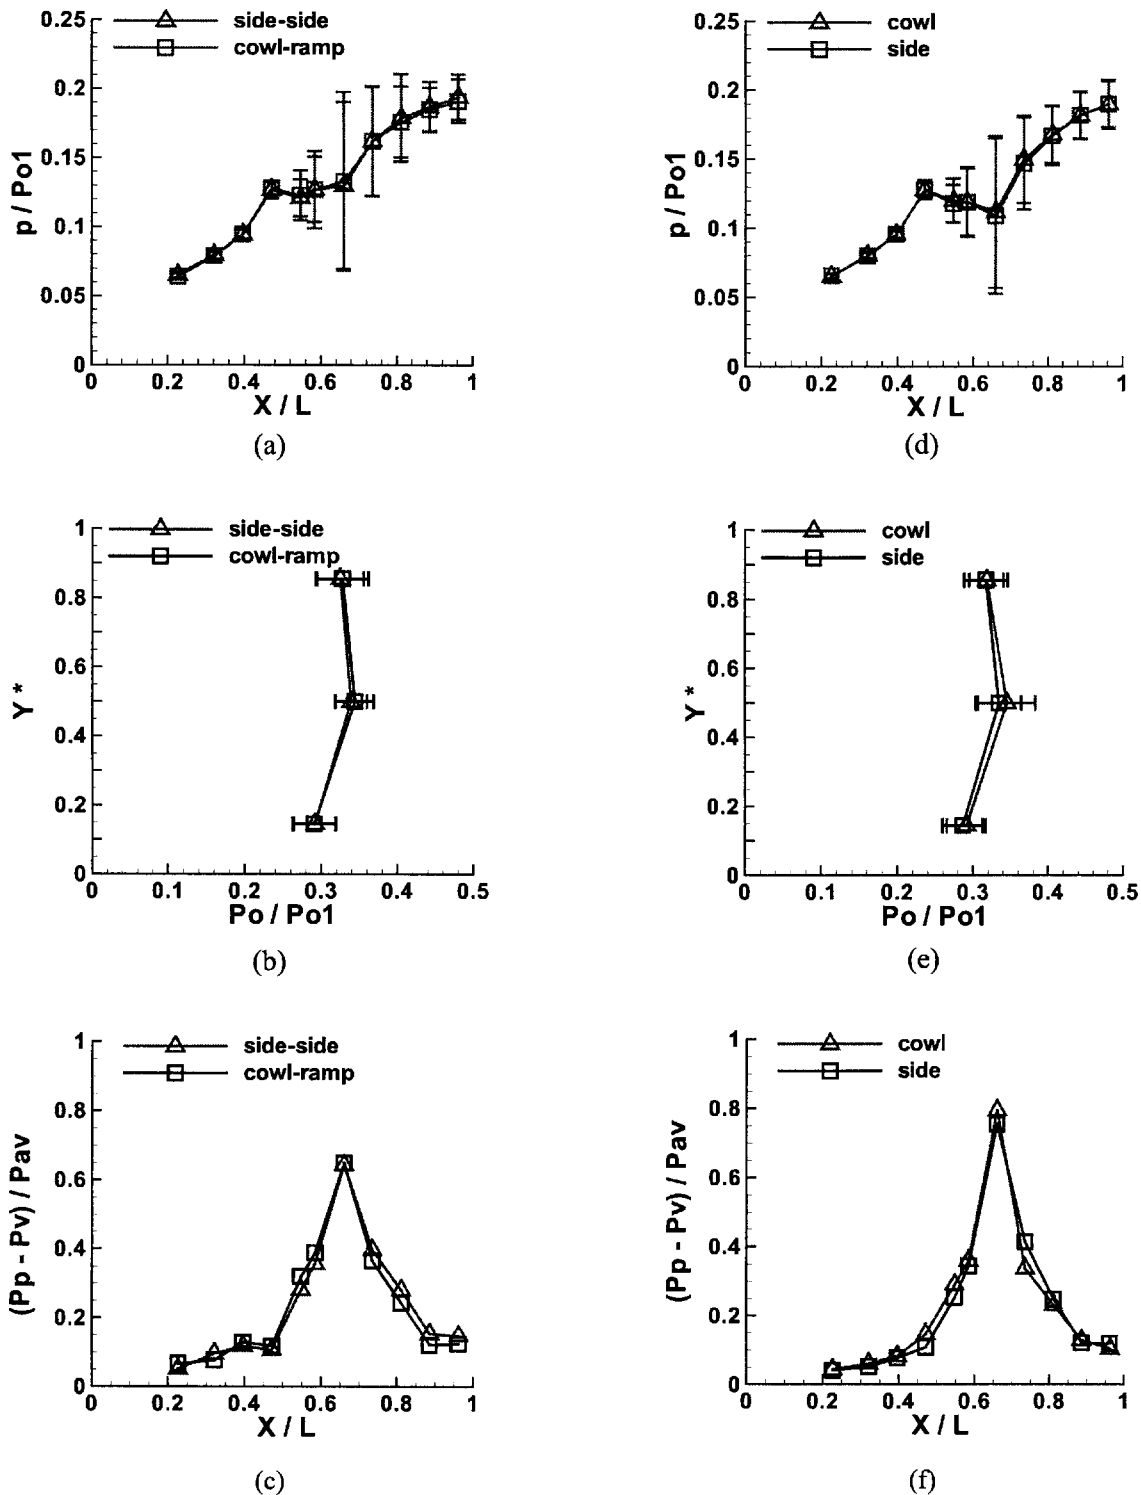 0.25
side-side
cowl-ramp
0.2
0.15
0.1
0.05
0
p / Po1
0 0.2 0.4 0.6 0.8 1
X / L
(a)
0.25
cowl
side
0.2
0.15
0.1
0.05
0
p / Po1
0 0.2 0.4 0.6 0.8 1
X / L
(d)
1
side-side
cowl-ramp
0.8
0.6
0.4
0.2
0
Y *
0 0.1 0.2 0.3 0.4 0.5
Po / Po1
(b)
1
cowl
side
0.8
0.6
0.4
0.2
0
Y *
0 0.1 0.2 0.3 0.4 0.5
Po / Po1
(e)
1
side-side
cowl-ramp
0.8
0.6
0.4
0.2
0
(Pp - Pv) / Pav
0 0.2 0.4 0.6 0.8 1
X / L
(c)
1
cowl
side
0.8
0.6
0.4
0.2
0
(Pp - Pv) / Pav
0 0.2 0.4 0.6 0.8 1
X / L
(f)